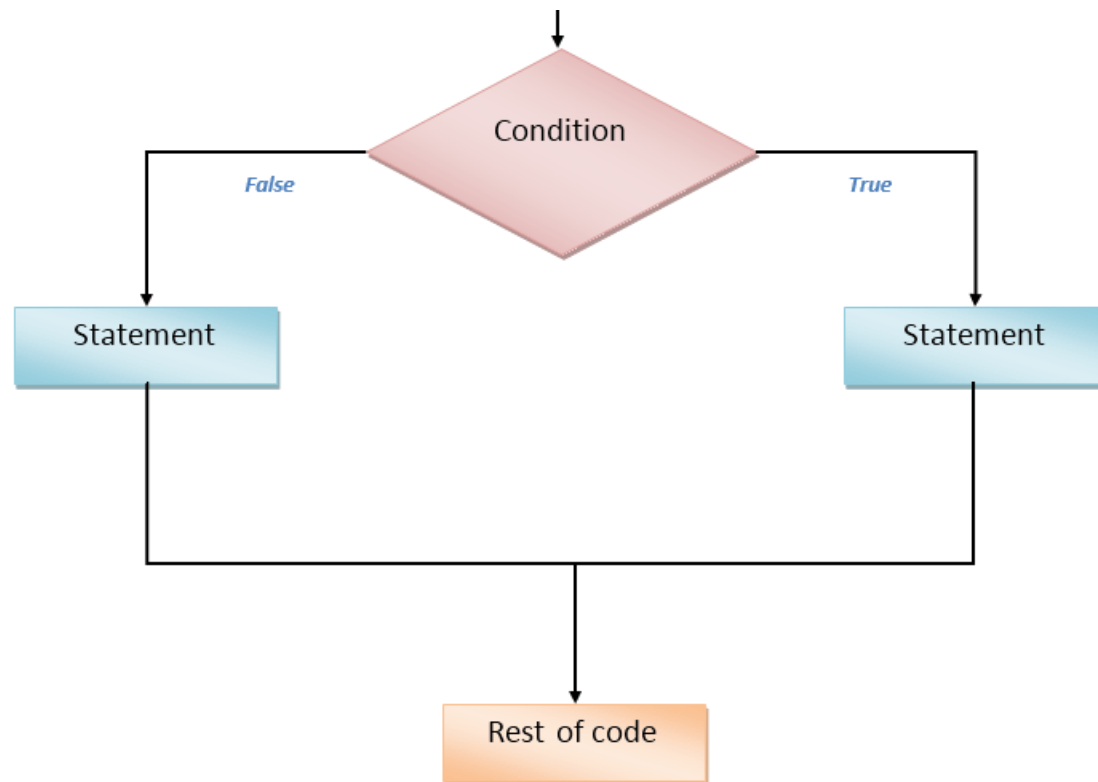 Condition
False
True
Statement
Statement
Rest of code